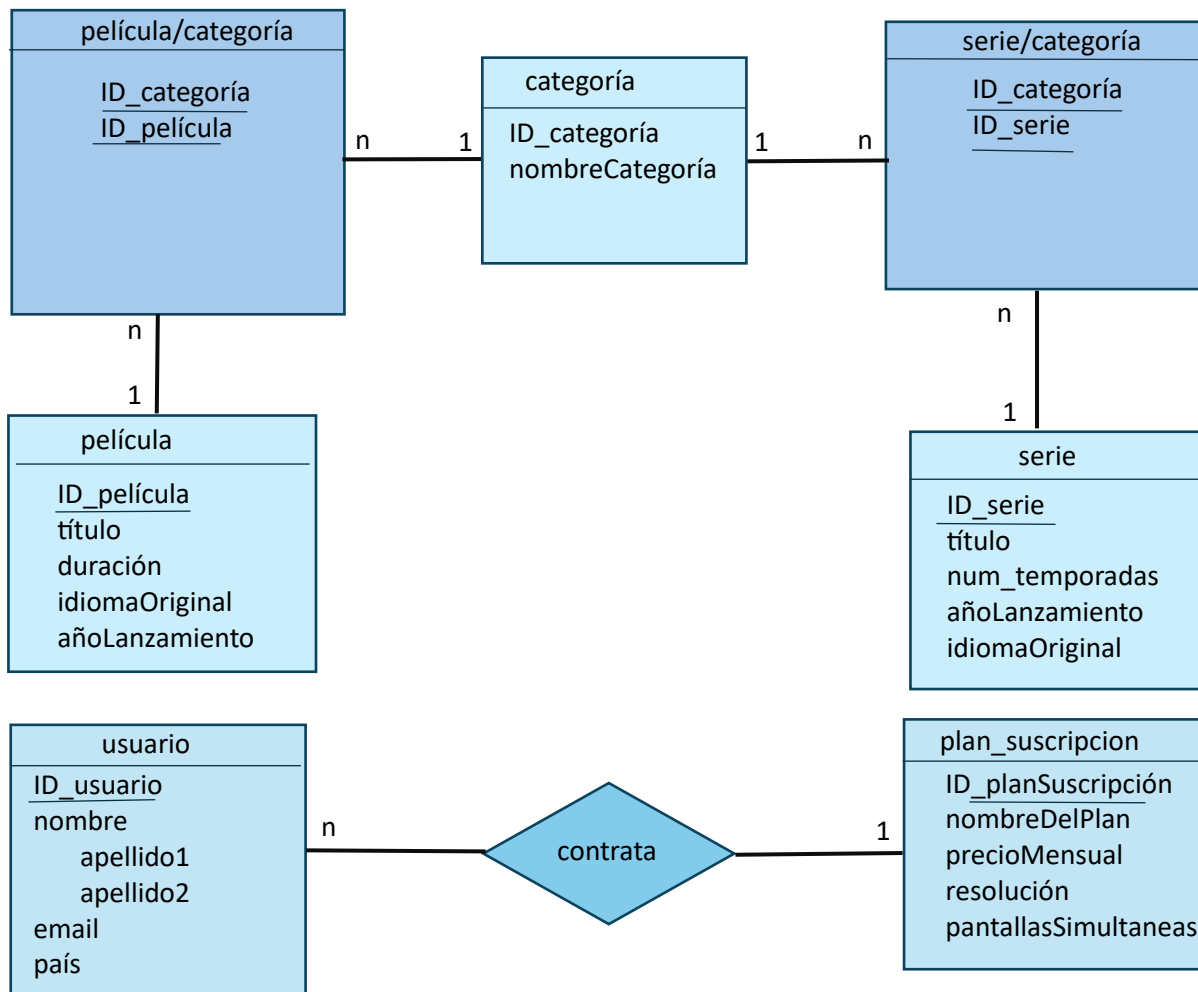 película/categoría
ID_categoría
ID_película
categoría
ID_categoría
nombreCategoría
serie/categoría
ID_categoría
ID_serie
n
1
1
n
n
1
n
1
película
ID_película
título
duración
idiomaOriginal
añoLanzamiento
serie
ID_serie
título
num_temporadas
añoLanzamiento
idiomaOriginal
usuario
ID_usuario
nombre
apellido1
apellido2
email
país
n
contrata
1
plan_suscripcion
ID_planSuscripción
nombreDelPlan
precioMensual
resolución
pantallasSimultaneas